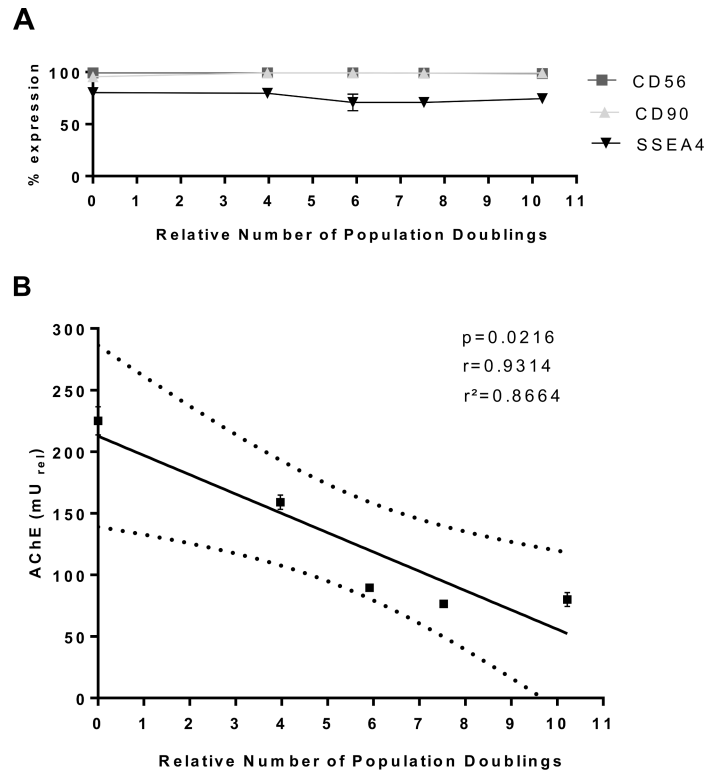 A
% expression
100
50
0
0 1 2 3 4 5 6 7 8 9 10 11
Relative Number of Population Doublings
CD56
CD90
SSEA4
B
AChE (mU rel)
300
250
200
150
100
50
0
p=0.0216
r=0.9314
r²=0.8664
0 1 2 3 4 5 6 7 8 9 10 11
Relative Number of Population Doublings